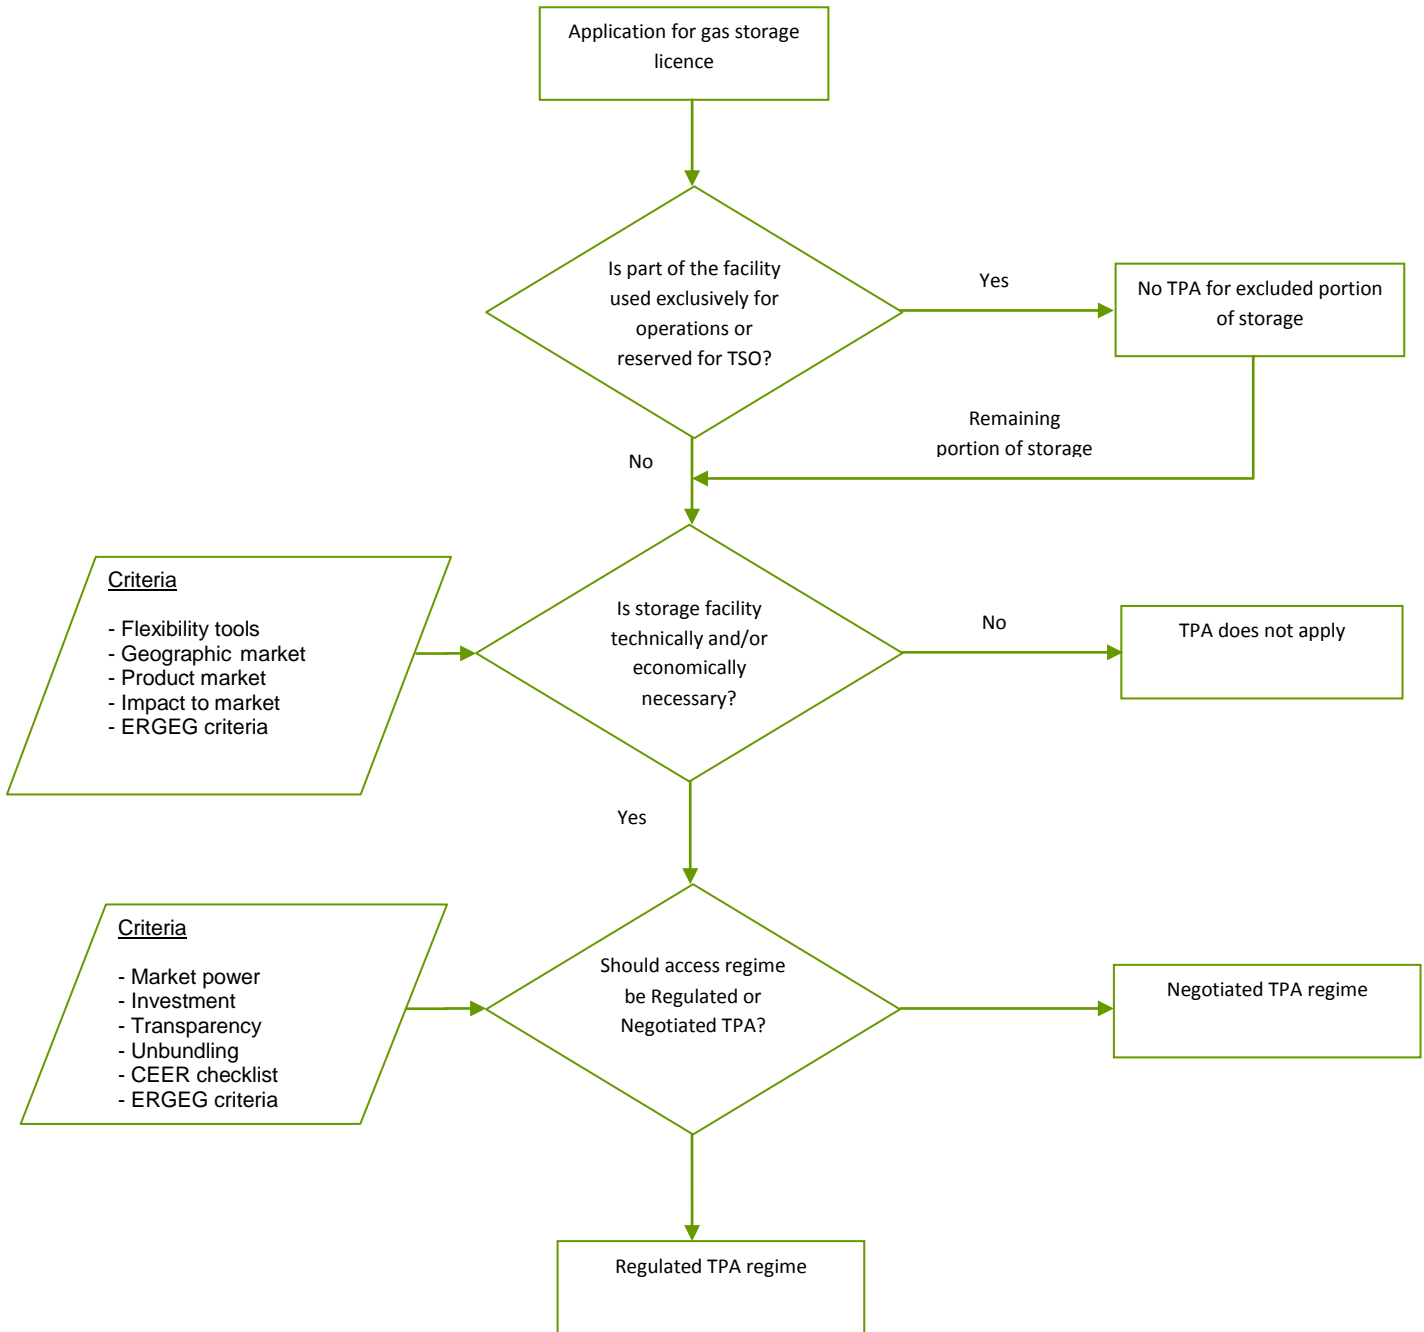 Application for gas storage
licence
Is part of the facility
used exclusively for
operations or
reserved for TSO?
Yes
No TPA for excluded portion
of storage
Remaining
portion of storage
No
Criteria
- Flexibility tools
- Geographic market
- Product market
- Impact to market
- ERGEG criteria
Is storage facility
technically and/or
economically
necessary?
No
TPA does not apply
Yes
Criteria
- Market power
- Investment
- Transparency
- Unbundling
- CEER checklist
- ERGEG criteria
Should access regime
be Regulated or
Negotiated TPA?
Negotiated TPA regime
Regulated TPA regime